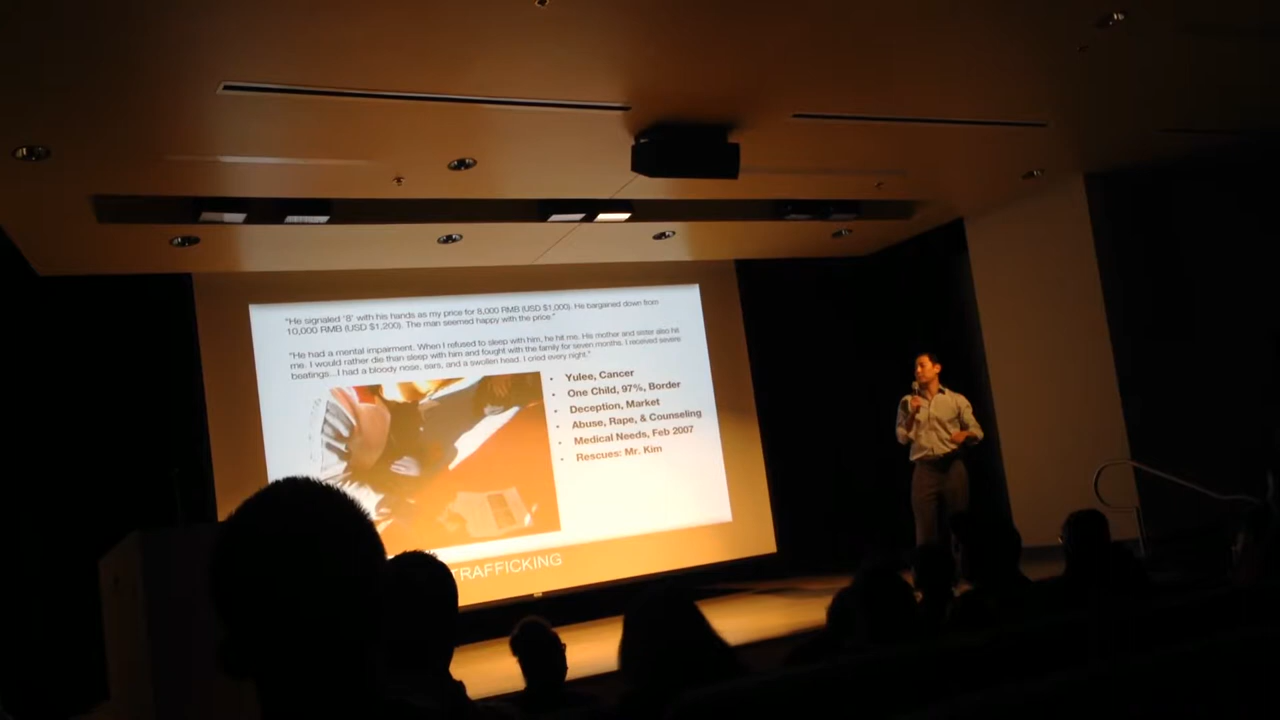 "He signaled '8' with his hands as my price for 8,000 RMB (USD $1,000). He bargained down from
10,000 RMB (USD $1,200). The man seemed happy with the price."
"He had a mental impairment. When I refused to sleep with him, he hit me. His mother and sister also hit
me. I would rather die than sleep with him and fought with the family for seven months. I received severe
beatings...I had a bloody nose, ears, and a swollen head. I cried every night."
• Yulee, Cancer
• One Child, 97%, Border
• Deception, Market
• Abuse, Rape, & Counseling
• Medical Needs, Feb 2007
• Rescues: Mr. Kim
TRAFFICKING